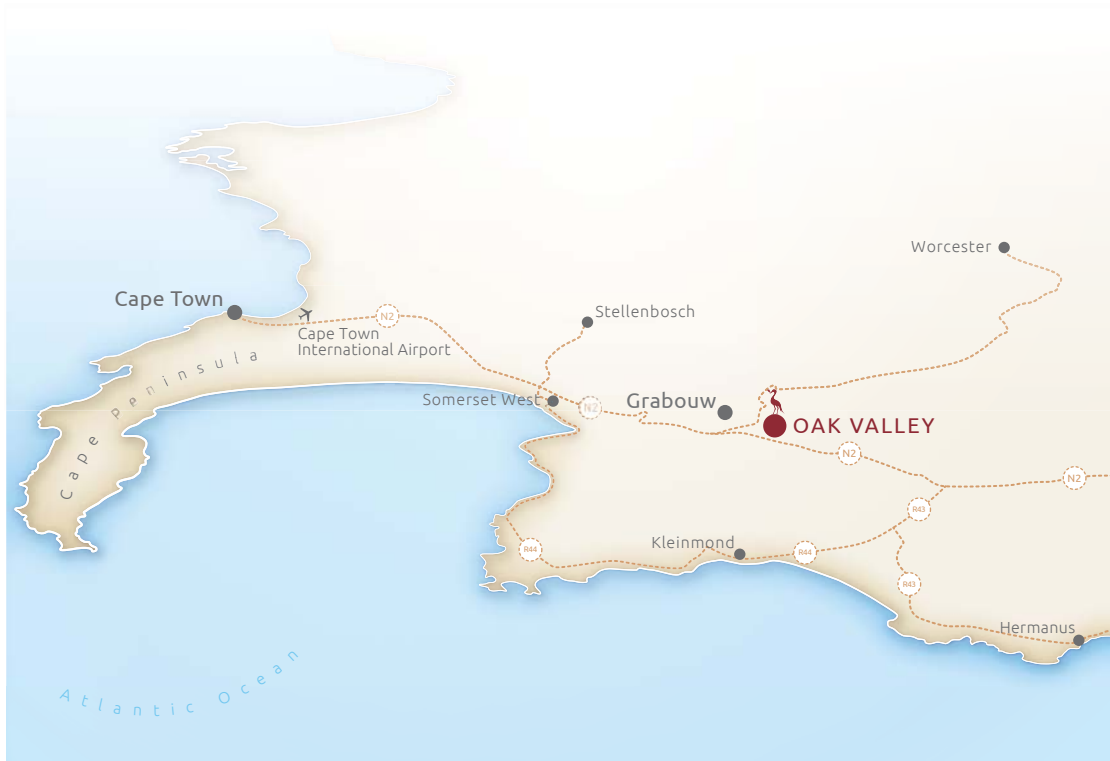 Worcester
Cape Town
Stellenbosch
N2
Cape Town
International Airport
Cape Peninsula
Somerset West
N2
Grabouw
OAK VALLEY
N2
N2
R43
Kleinmond
R44
R44
R43
Hermanus
Atlantic Ocean